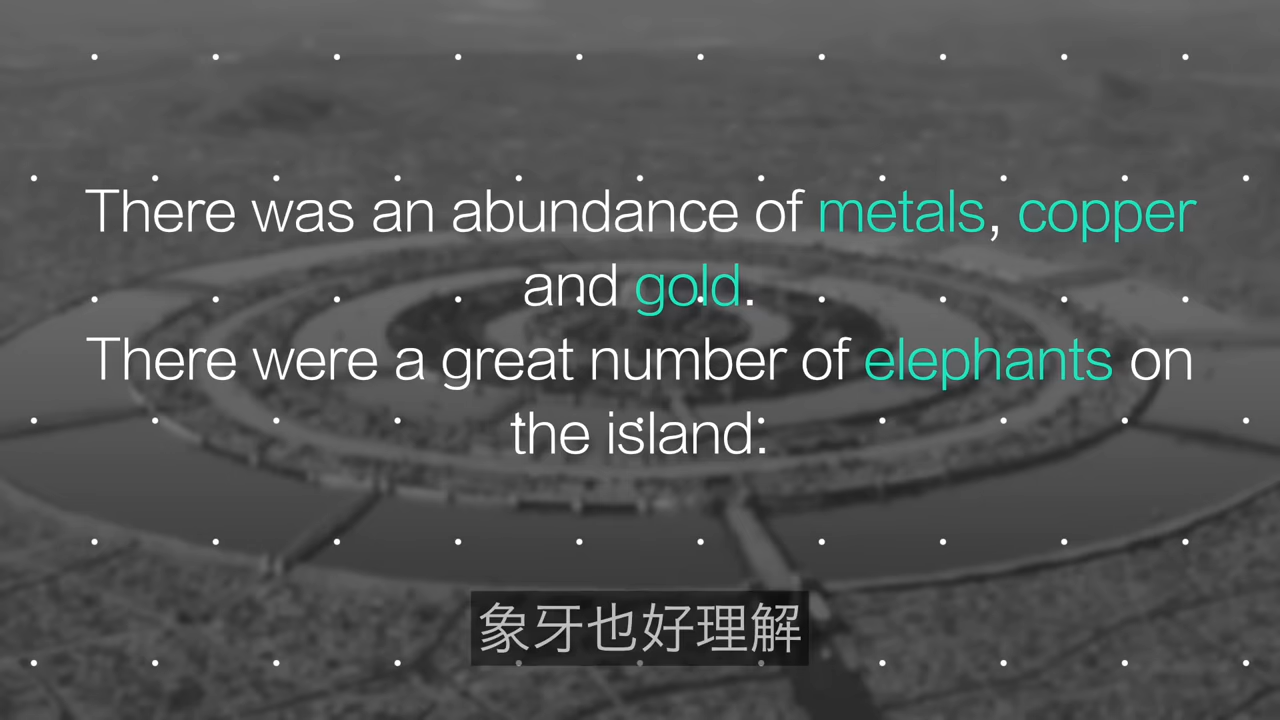 There was an abundance of metals, copper
and gold.
There were a great number of elephants on
the island.
象牙也好理解